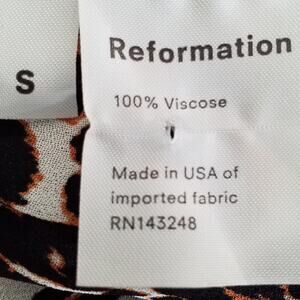 S
Reformation
100% Viscose
Made in USA of
imported fabric
RN143248